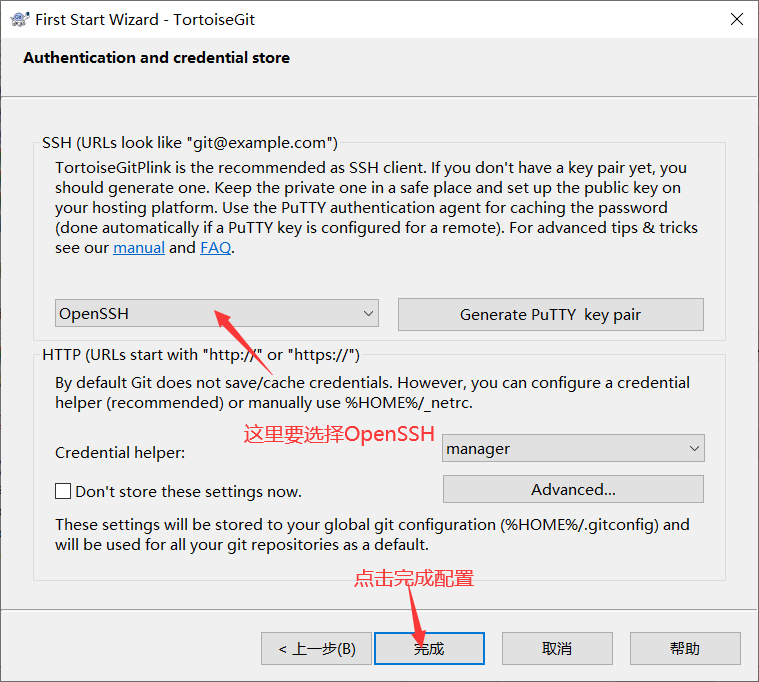 First Start Wizard - TortoiseGit
Authentication and credential store
SSH (URLs look like "git@example.com")
TortoiseGitPlink is the recommended as SSH client. If you don't have a key pair yet, you
should generate one. Keep the private one in a safe place and set up the public key on
your hosting platform. Use the PuTTY authentication agent for caching the password
(done automatically if a PuTTY key is configured for a remote). For advanced tips & tricks
see our manual and FAQ.
OpenSSH
Generate PuTTY key pair
HTTP (URLs start with "http://" or "https://")
By default Git does not save/cache credentials. However, you can configure a credential
helper (recommended) or manually use %HOME%/_netrc.
这里要选择OpenSSH
Credential helper:
manager
Don't store these settings now.
Advanced...
These settings will be stored to your global git configuration (%HOME%/.gitconfig) and
will be used for all your git repositories as a default.
点击完成配置
< 上一步(B)
完成
取消
帮助